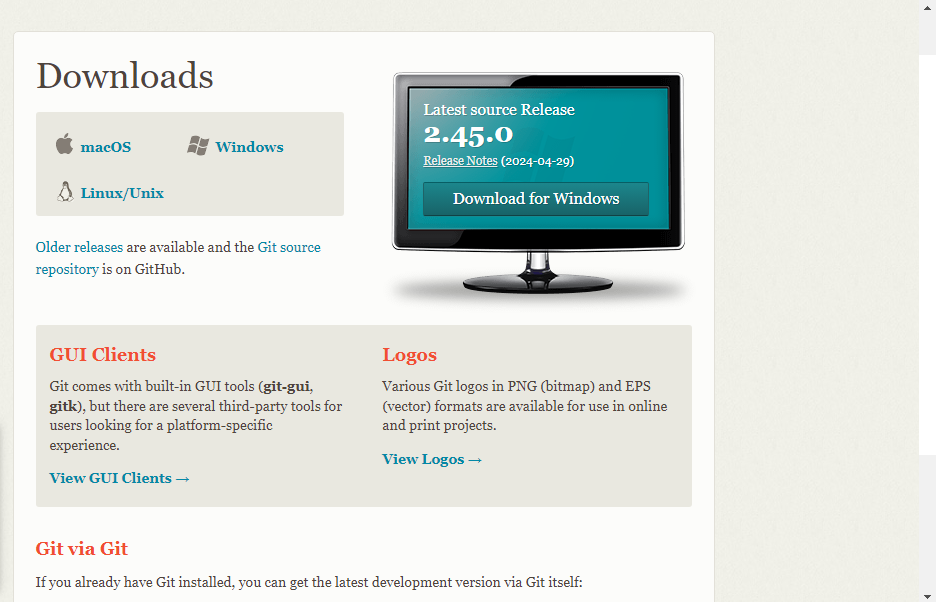 Downloads
macOS
Windows
Linux/Unix
Older releases are available and the Git source
repository is on GitHub.
Latest source Release
2.45.0
Release Notes (2024-04-29)
Download for Windows
GUI Clients
Git comes with built-in GUI tools (git-gui,
gitk), but there are several third-party tools for
users looking for a platform-specific
experience.
View GUI Clients →
Logos
Various Git logos in PNG (bitmap) and EPS
(vector) formats are available for use in online
and print projects.
View Logos →
Git via Git
If you already have Git installed, you can get the latest development version via Git itself: